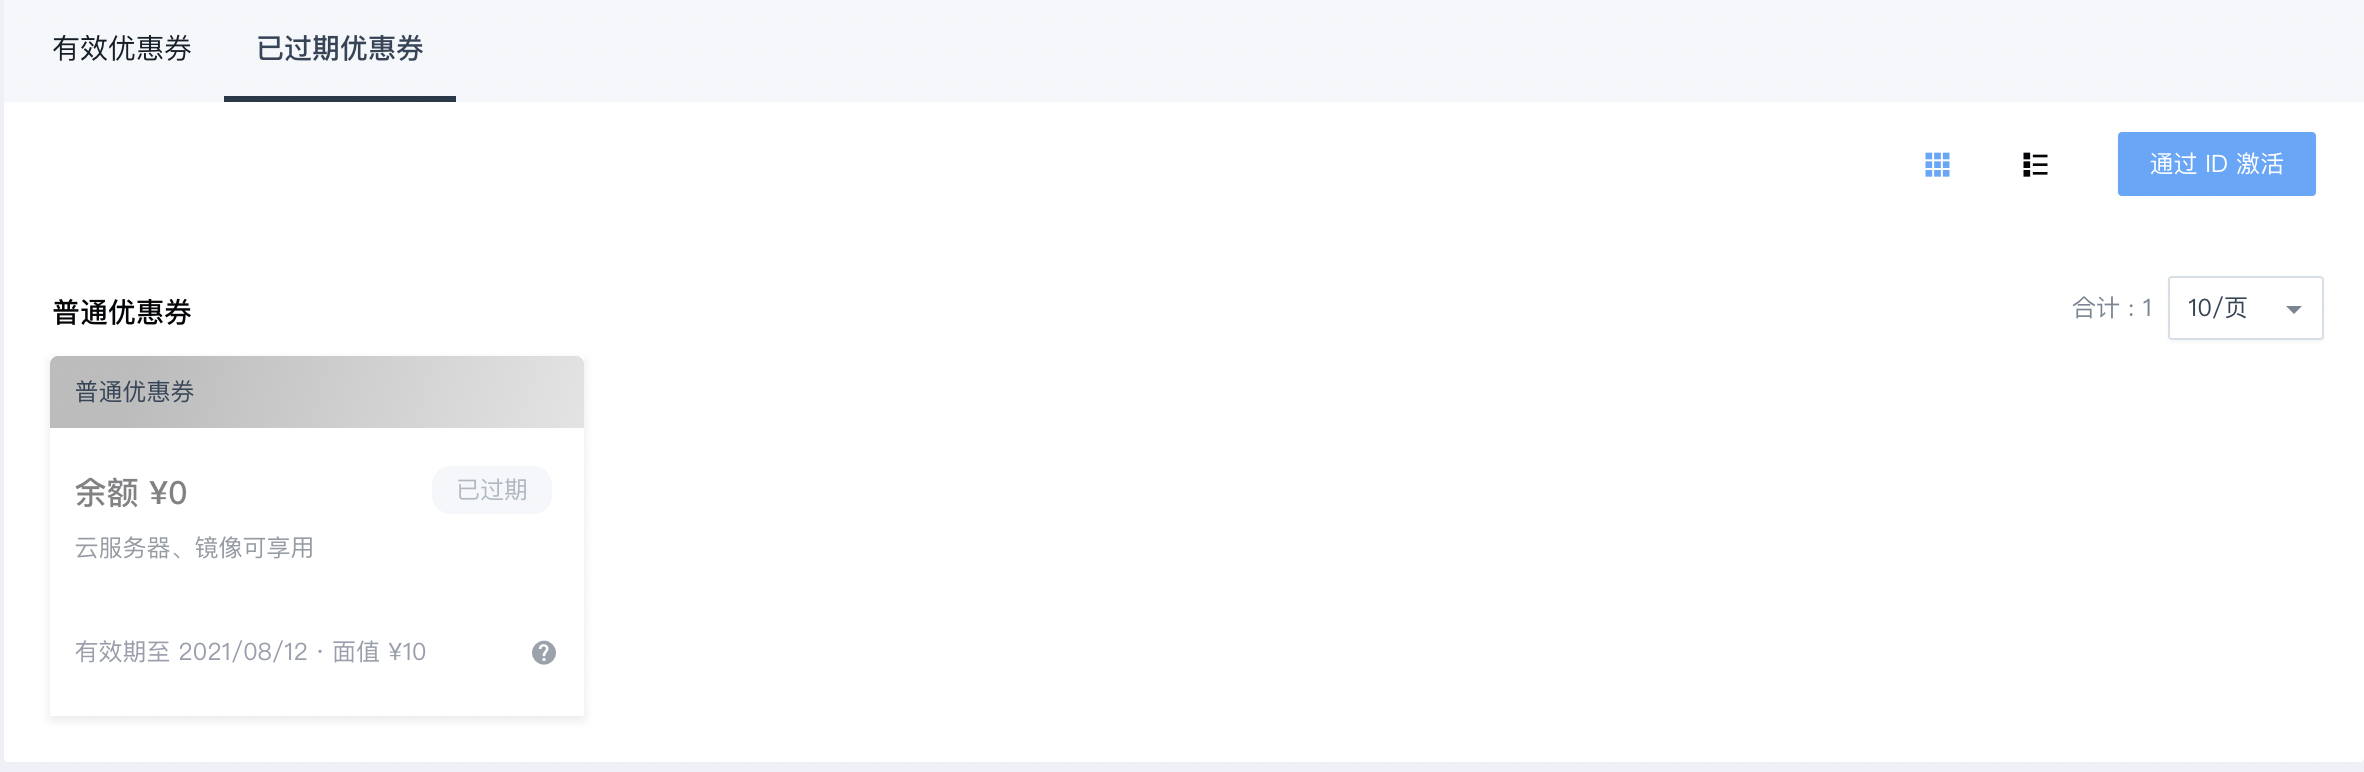 有效优惠券 已过期优惠券
通过 ID 激活
普通优惠券
合计：1 10/页
普通优惠券
余额 ¥0 已过期
云服务器、镜像可享用
有效期至 2021/08/12 · 面值 ¥10